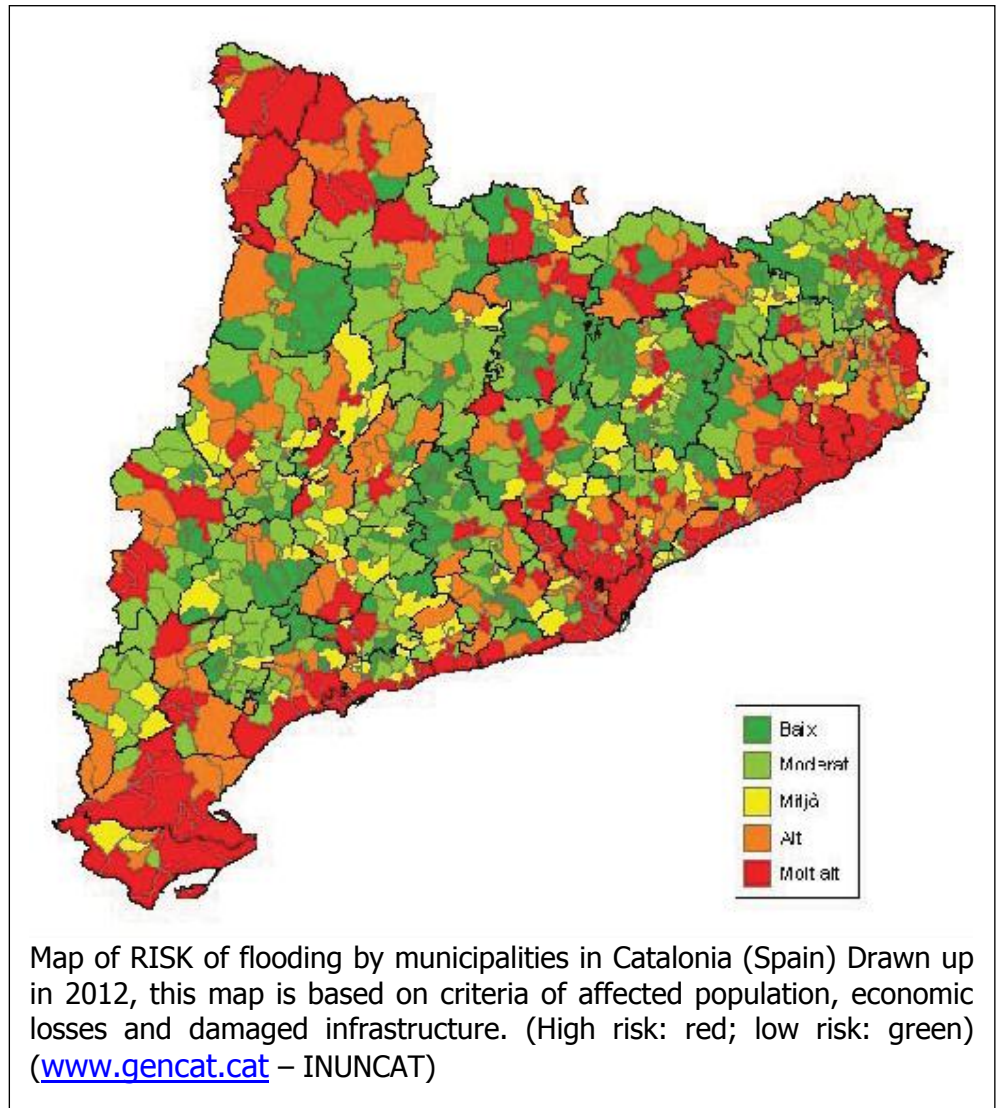 Baix
Moderat
Mitjà
Alt
Molt alt
Map of RISK of flooding by municipalities in Catalonia (Spain) Drawn up
in 2012, this map is based on criteria of affected population, economic
losses and damaged infrastructure. (High risk: red; low risk: green)
(www.gencat.cat – INUNCAT)